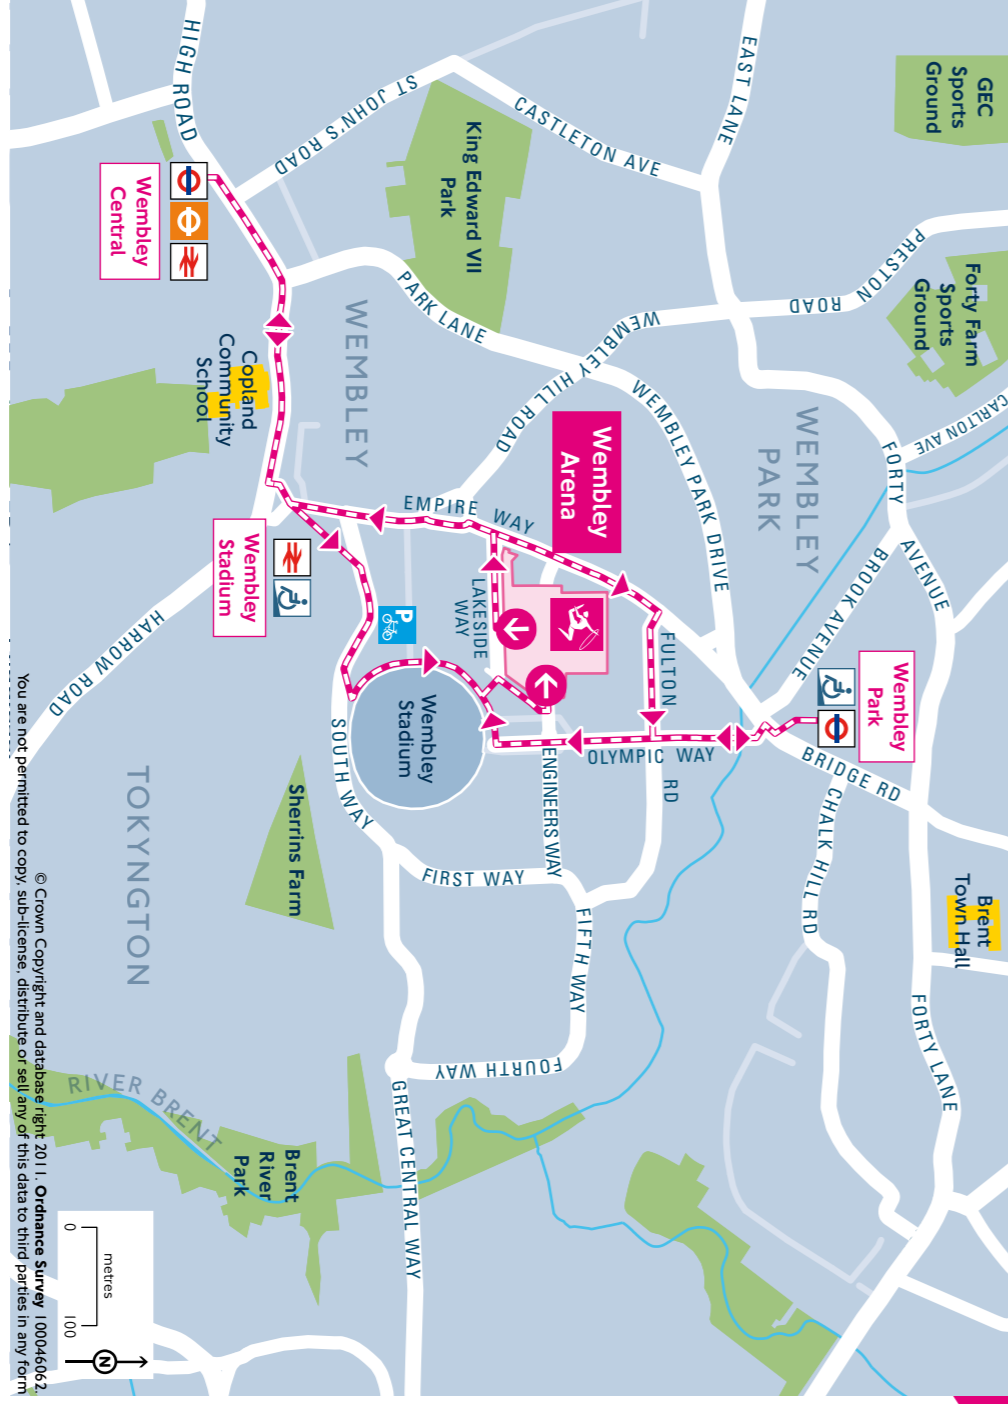 GEC
Sports
Ground
EAST LANE
HIGH ROAD
ST JOHN'S ROAD
CASTLETON AVE
King Edward VII
Park
PRESTON
ROAD
Forty Farm
Sports
Ground
CARLTON AVE
Wembley
Central
PARK LANE
WEMBLEY HILL ROAD
WEMBLEY PARK DRIVE
WEMBLEY
WEMBLEY
PARK
FORTY
AVENUE
Copland
Community
School
Wembley
Arena
EMPIRE WAY
BROOK AVENUE
Wembley
Stadium
LAKESIDE
WAY
FULTON
RD
Wembley
Park
P
HARROW ROAD
Wembley
Stadium
SOUTH WAY
OLYMPIC WAY
ENGINEERS WAY
BRIDGE RD
CHALK HILL RD
Sherrins Farm
FIRST WAY
FIFTH WAY
Brent
Town Hall
TOKYNGTON
FORTY LANE
FOURTH WAY
GREAT CENTRAL WAY
RIVER BRENT
Brent
River
Park
metres
0
100
N
© Crown Copyright and database right 2011. Ordnance Survey 100046062.
You are not permitted to copy, sub-license, distribute or sell any of this data to third parties in any form